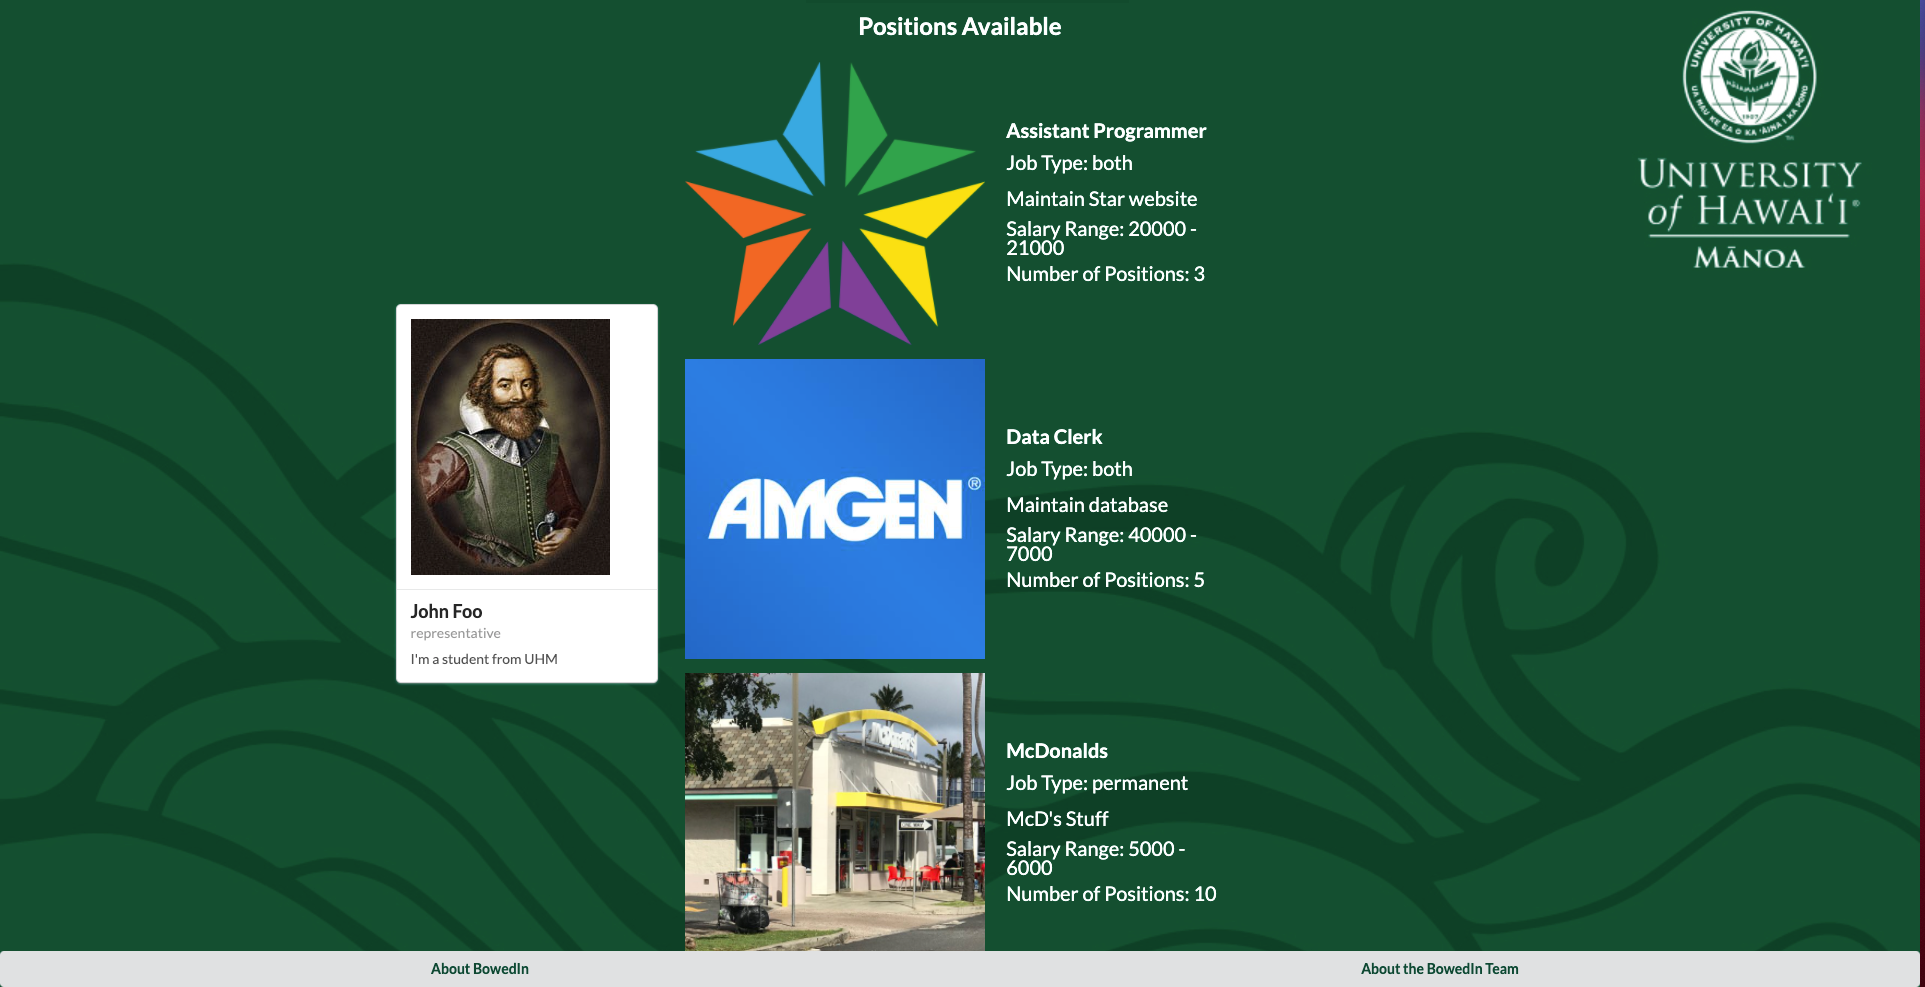 Positions Available
UNIVERSITY OF HAWAI'I
UA MAU KE EA O KA 'ĀINA I KA PONO
1907
TM
UNIVERSITY
of HAWAI‘I®
MĀNOA
Assistant Programmer
Job Type: both
Maintain Star website
Salary Range: 20000 -
21000
Number of Positions: 3
John Foo
representative
I'm a student from UHM
AMGEN®
Data Clerk
Job Type: both
Maintain database
Salary Range: 40000 -
7000
Number of Positions: 5
McDonald's
McDonalds
Job Type: permanent
McD's Stuff
Salary Range: 5000 -
6000
Number of Positions: 10
About BowedIn
About the BowedIn Team